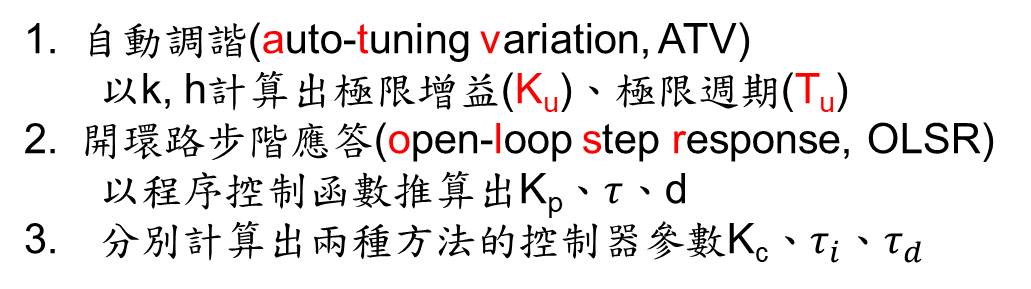 1. 自動調諧(auto-tuning variation, ATV)
以k, h計算出極限增益(Ku)、極限週期(Tu)
2. 開環路步階應答(open-loop step response, OLSR)
以程序控制函數推算出Kp、τ、d
3. 分別計算出兩種方法的控制器參數Kc、τi、τd